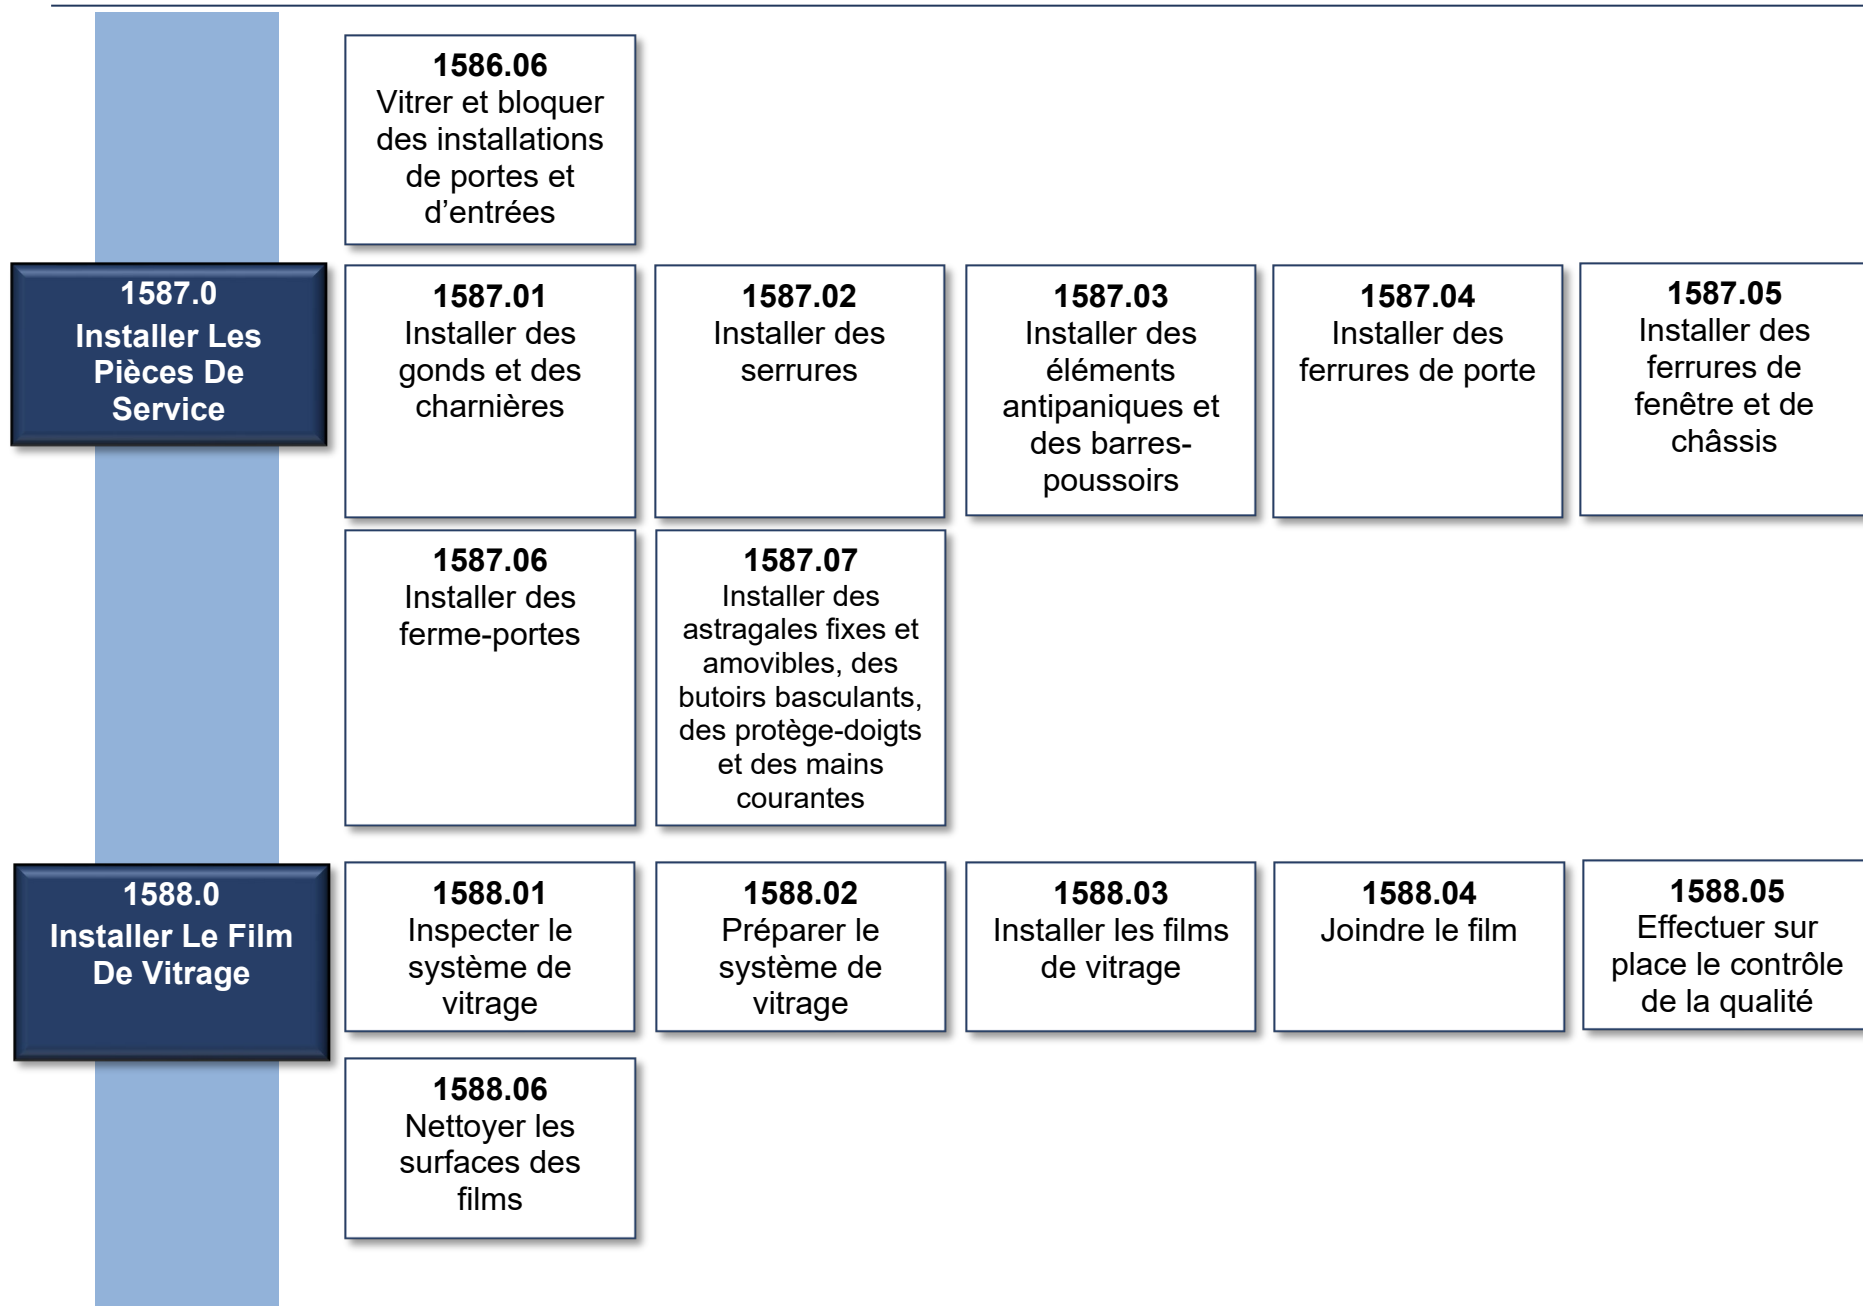 1586.06
Vitrer et bloquer
des installations
de portes et
d’entrées
1587.0
Installer Les
Pièces De
Service
1587.01
Installer des
gonds et des
charnières
1587.02
Installer des
serrures
1587.03
Installer des
éléments
antipaniques et
des barres-
poussoirs
1587.04
Installer des
ferrures de porte
1587.05
Installer des
ferrures de
fenêtre et de
châssis
1587.06
Installer des
ferme-portes
1587.07
Installer des
astragales fixes et
amovibles, des
butoirs basculants,
des protège-doigts
et des mains
courantes
1588.0
Installer Le Film
De Vitrage
1588.01
Inspecter le
système de
vitrage
1588.02
Préparer le
système de
vitrage
1588.03
Installer les films
de vitrage
1588.04
Joindre le film
1588.05
Effectuer sur
place le contrôle
de la qualité
1588.06
Nettoyer les
surfaces des
films